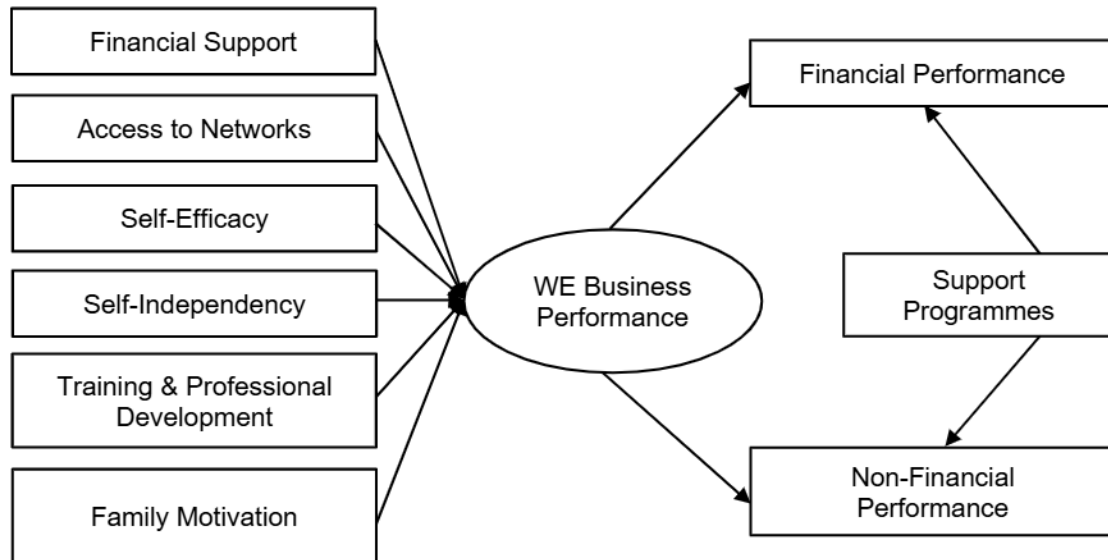 Financial Support
Access to Networks
Self-Efficacy
Self-Independency
Training & Professional
Development
Family Motivation
WE Business
Performance
Financial Performance
Support
Programmes
Non-Financial
Performance